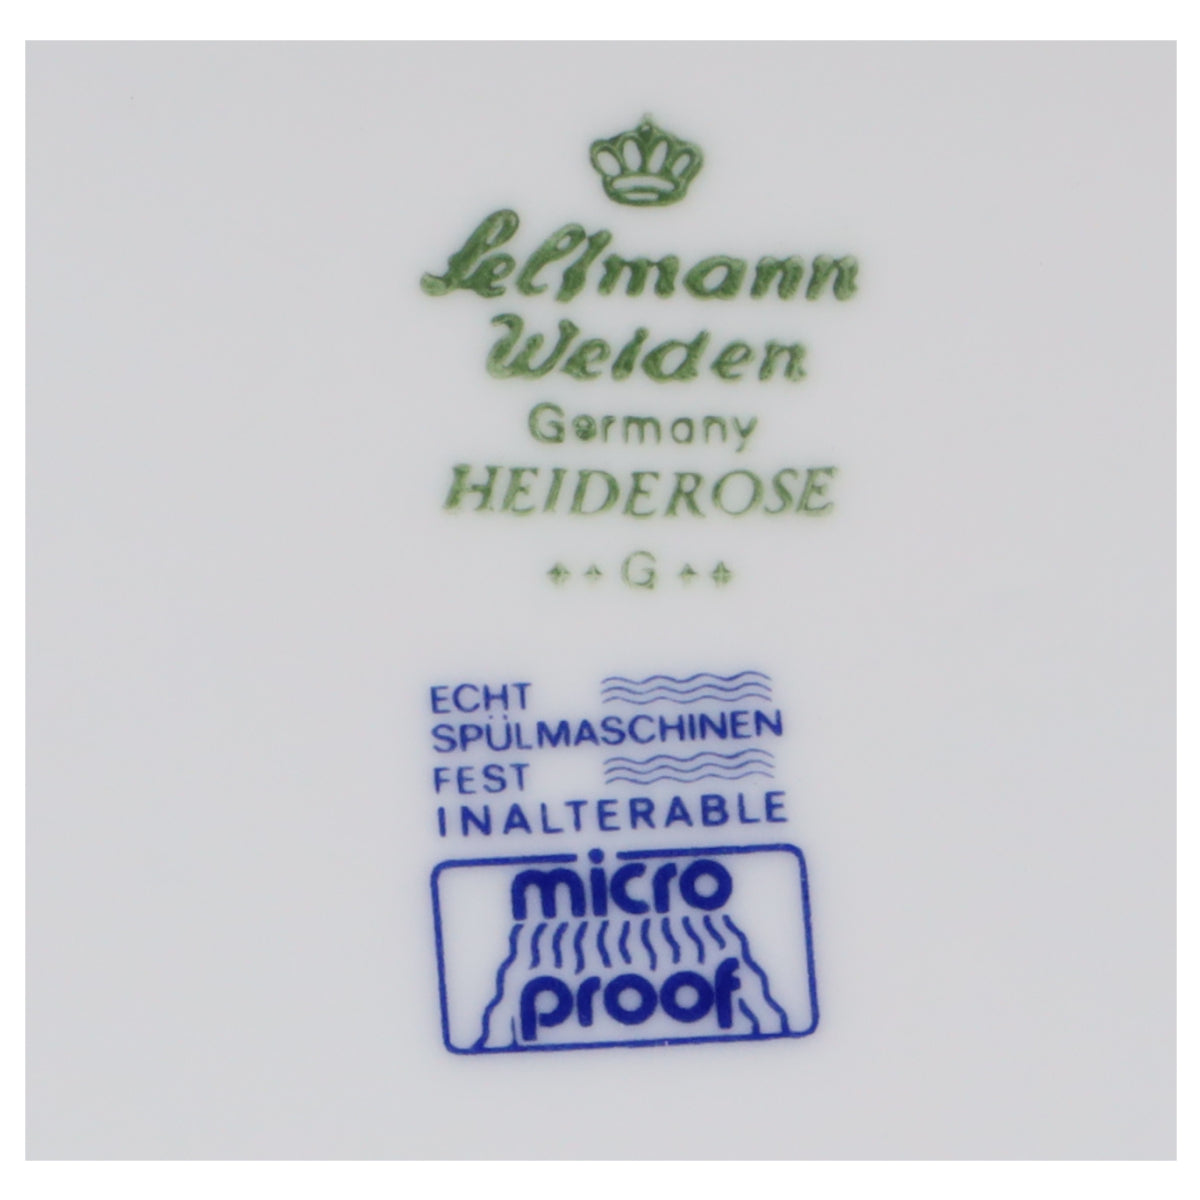 Seltmann
Weiden
Germany
HEIDEROSE
G
ECHT
SPÜLMASCHINEN
FEST
INALTERABLE
micro
proof